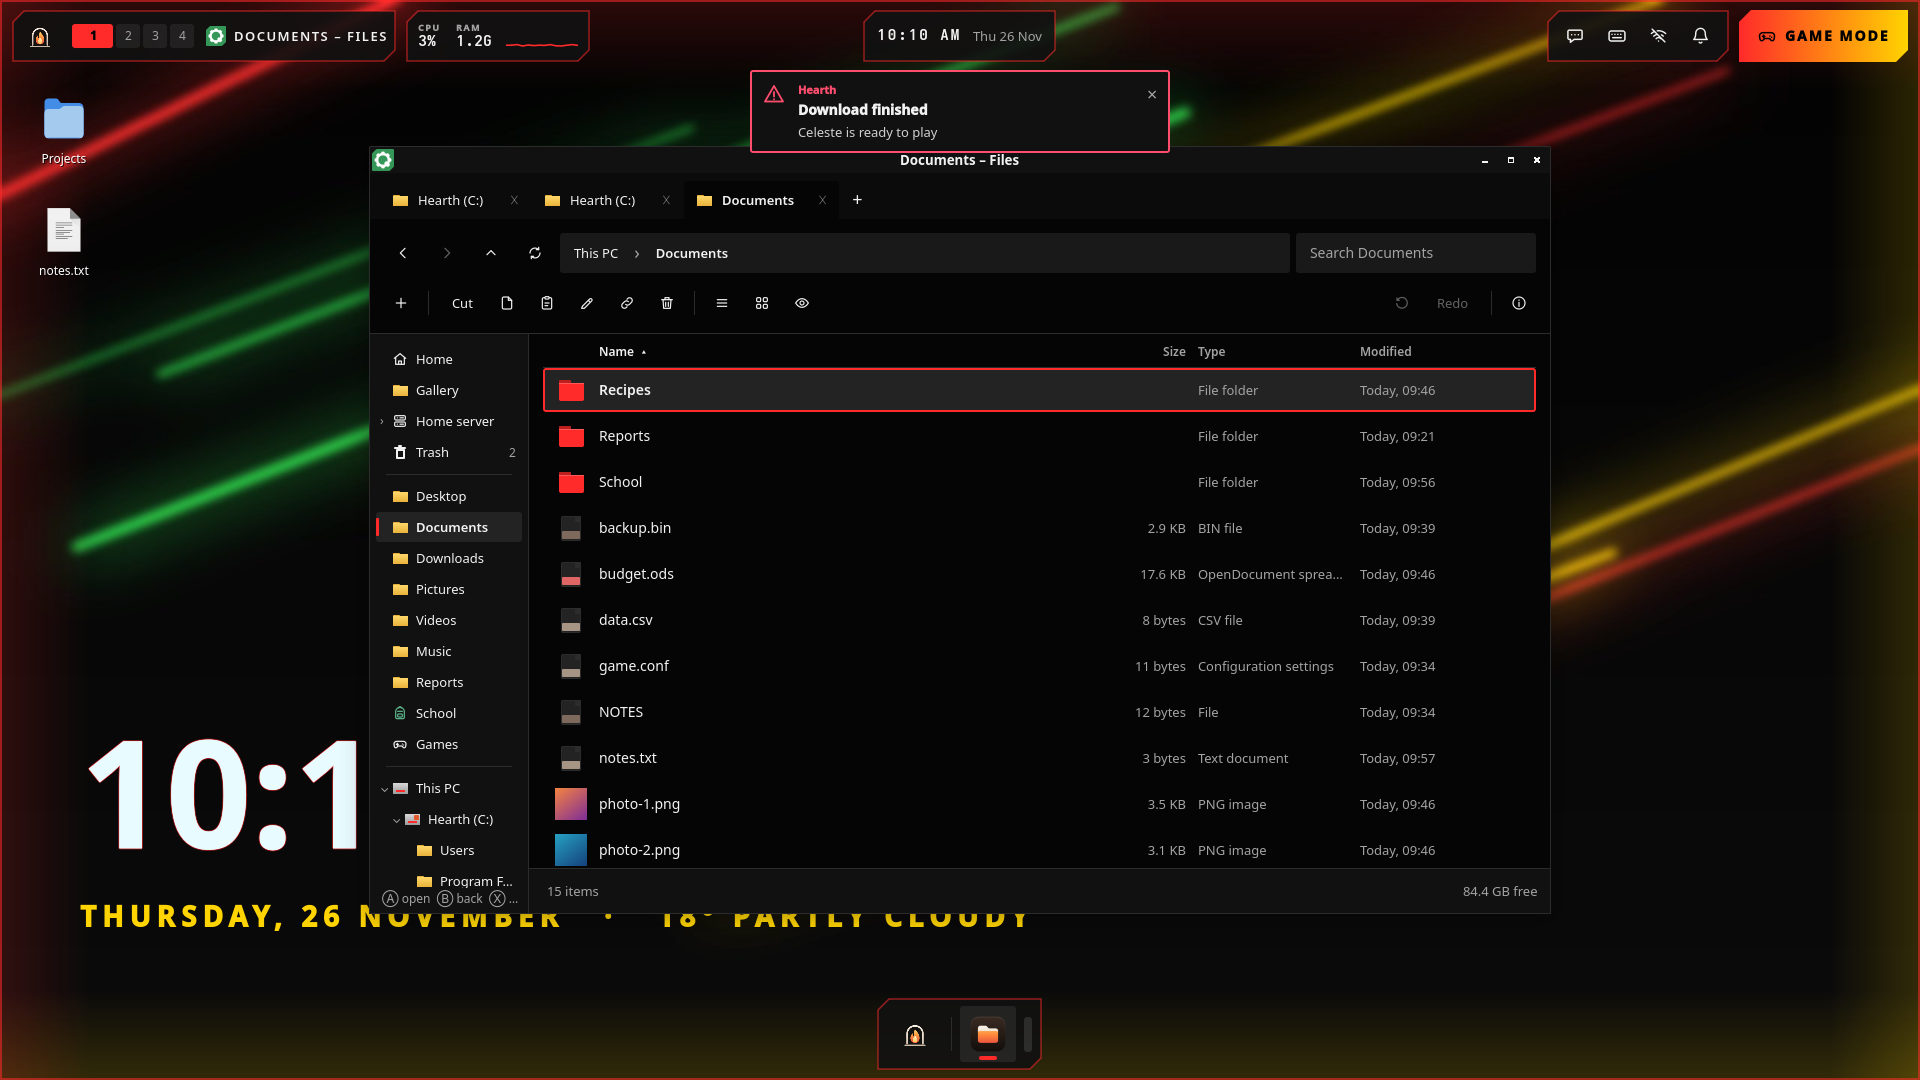 1 2 3 4 DOCUMENTS – FILES
CPU 3%
RAM 1.2G
10:10 AM Thu 26 Nov
GAME MODE
Hearth
Download finished
Celeste is ready to play
Projects
notes.txt
Documents – Files
Hearth (C:) X
Hearth (C:) X
Documents X
This PC › Documents
Search Documents
Cut
Redo
Home
Gallery
Home server
Trash 2
Desktop
Documents
Downloads
Pictures
Videos
Music
Reports
School
Games
This PC
Hearth (C:)
Users
Program F...
A open B back X ...
Name Size Type Modified
Recipes File folder Today, 09:46
Reports File folder Today, 09:21
School File folder Today, 09:56
backup.bin 2.9 KB BIN file Today, 09:39
budget.ods 17.6 KB OpenDocument sprea... Today, 09:46
data.csv 8 bytes CSV file Today, 09:39
game.conf 11 bytes Configuration settings Today, 09:34
NOTES 12 bytes File Today, 09:34
notes.txt 3 bytes Text document Today, 09:57
photo-1.png 3.5 KB PNG image Today, 09:46
photo-2.png 3.1 KB PNG image Today, 09:46
15 items
84.4 GB free
10:1
THURSDAY, 26 NOVEMBER · 18° PARTLY CLOUDY